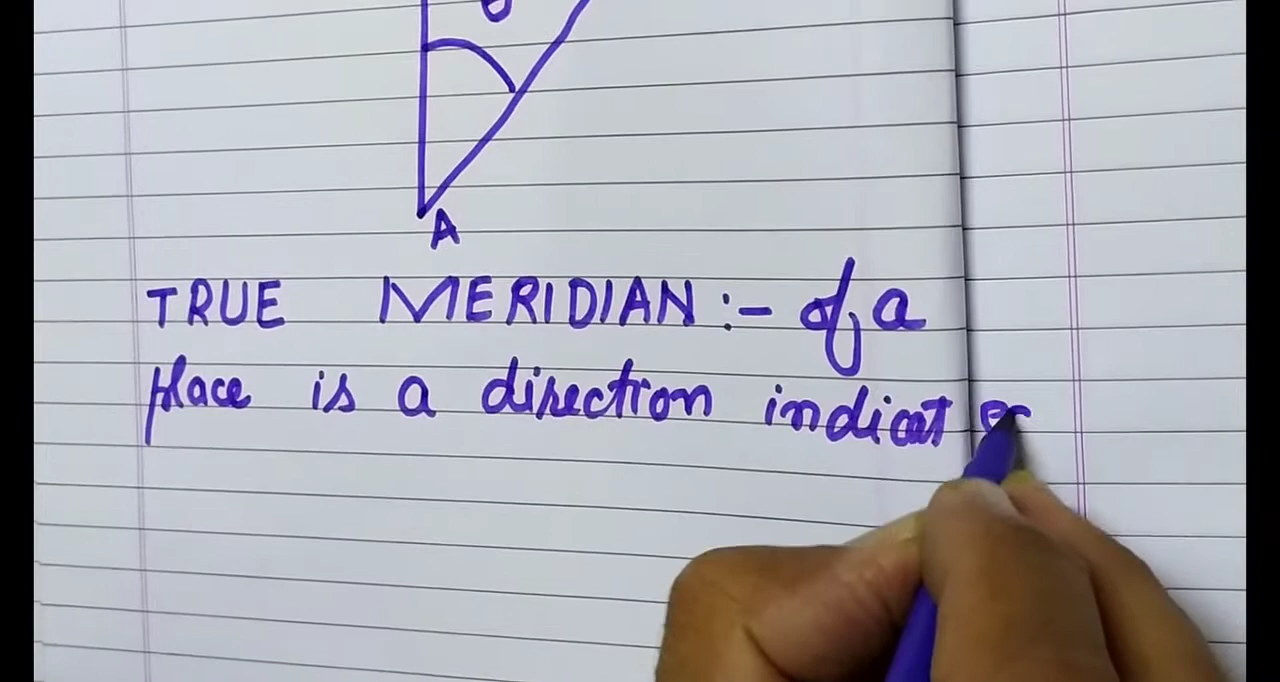 θ
A
TRUE MERIDIAN :- of a
place is a direction indicat